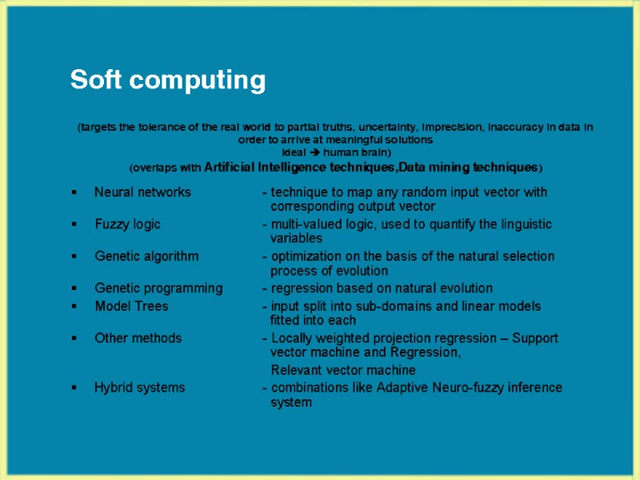 Soft computing
(targets the tolerance of the real world to partial truths, uncertainty, imprecision, inaccuracy in data in
order to arrive at meaningful solutions
ideal → human brain)
(overlaps with Artificial Intelligence techniques,Data mining techniques)
▪ Neural networks - technique to map any random input vector with
corresponding output vector
▪ Fuzzy logic - multi-valued logic, used to quantify the linguistic
variables
▪ Genetic algorithm - optimization on the basis of the natural selection
process of evolution
▪ Genetic programming - regression based on natural evolution
▪ Model Trees - input split into sub-domains and linear models
fitted into each
▪ Other methods - Locally weighted projection regression – Support
vector machine and Regression,
Relevant vector machine
▪ Hybrid systems - combinations like Adaptive Neuro-fuzzy inference
system